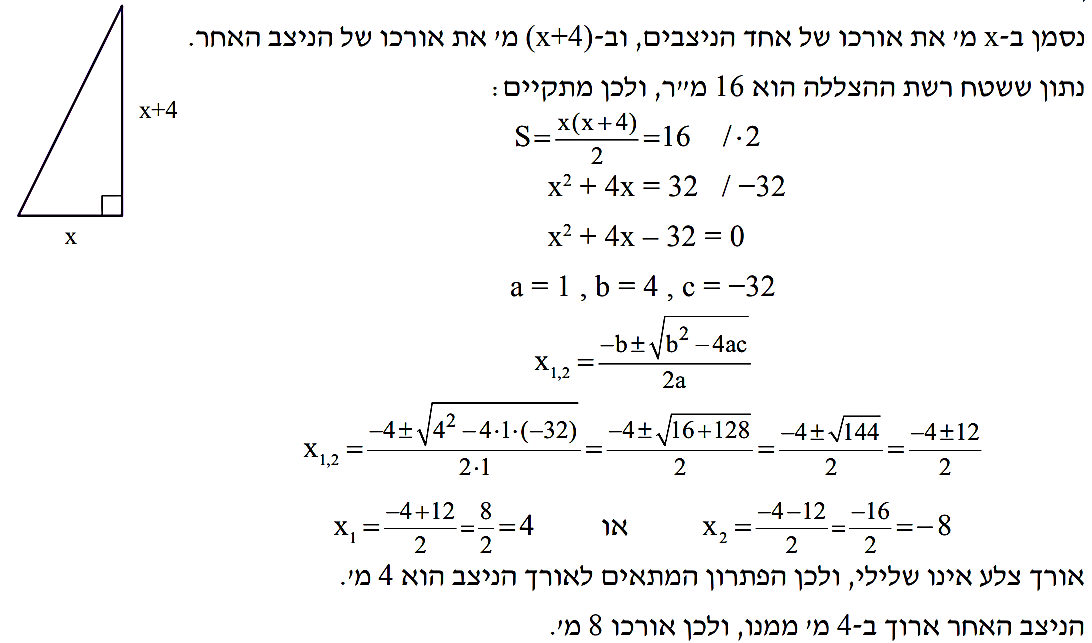 נסמן ב-x מ׳ את אורכו של אחד הניצבים, וב-(x+4) מ׳ את אורכו של הניצב האחר.
נתון ששטח רשת ההצללה הוא 16 מ״ר, ולכן מתקיים:
x+4
x
S = x(x+4)/2 = 16 / ·2
x² + 4x = 32 / −32
x² + 4x – 32 = 0
a = 1 , b = 4 , c = −32
x₁,₂ = (−b ± √(b² − 4ac))/2a
x₁,₂ = (−4 ± √(4² − 4·1·(−32)))/2·1 = (−4 ± √(16+128))/2 = (−4 ± √144)/2 = (−4 ± 12)/2
x₁ = (−4+12)/2 = 8/2 = 4 או x₂ = (−4−12)/2 = −16/2 = −8
אורך צלע אינו שלילי, ולכן הפתרון המתאים לאורך הניצב הוא 4 מ׳.
הניצב האחר ארוך ב-4 מ׳ ממנו, ולכן אורכו 8 מ׳.